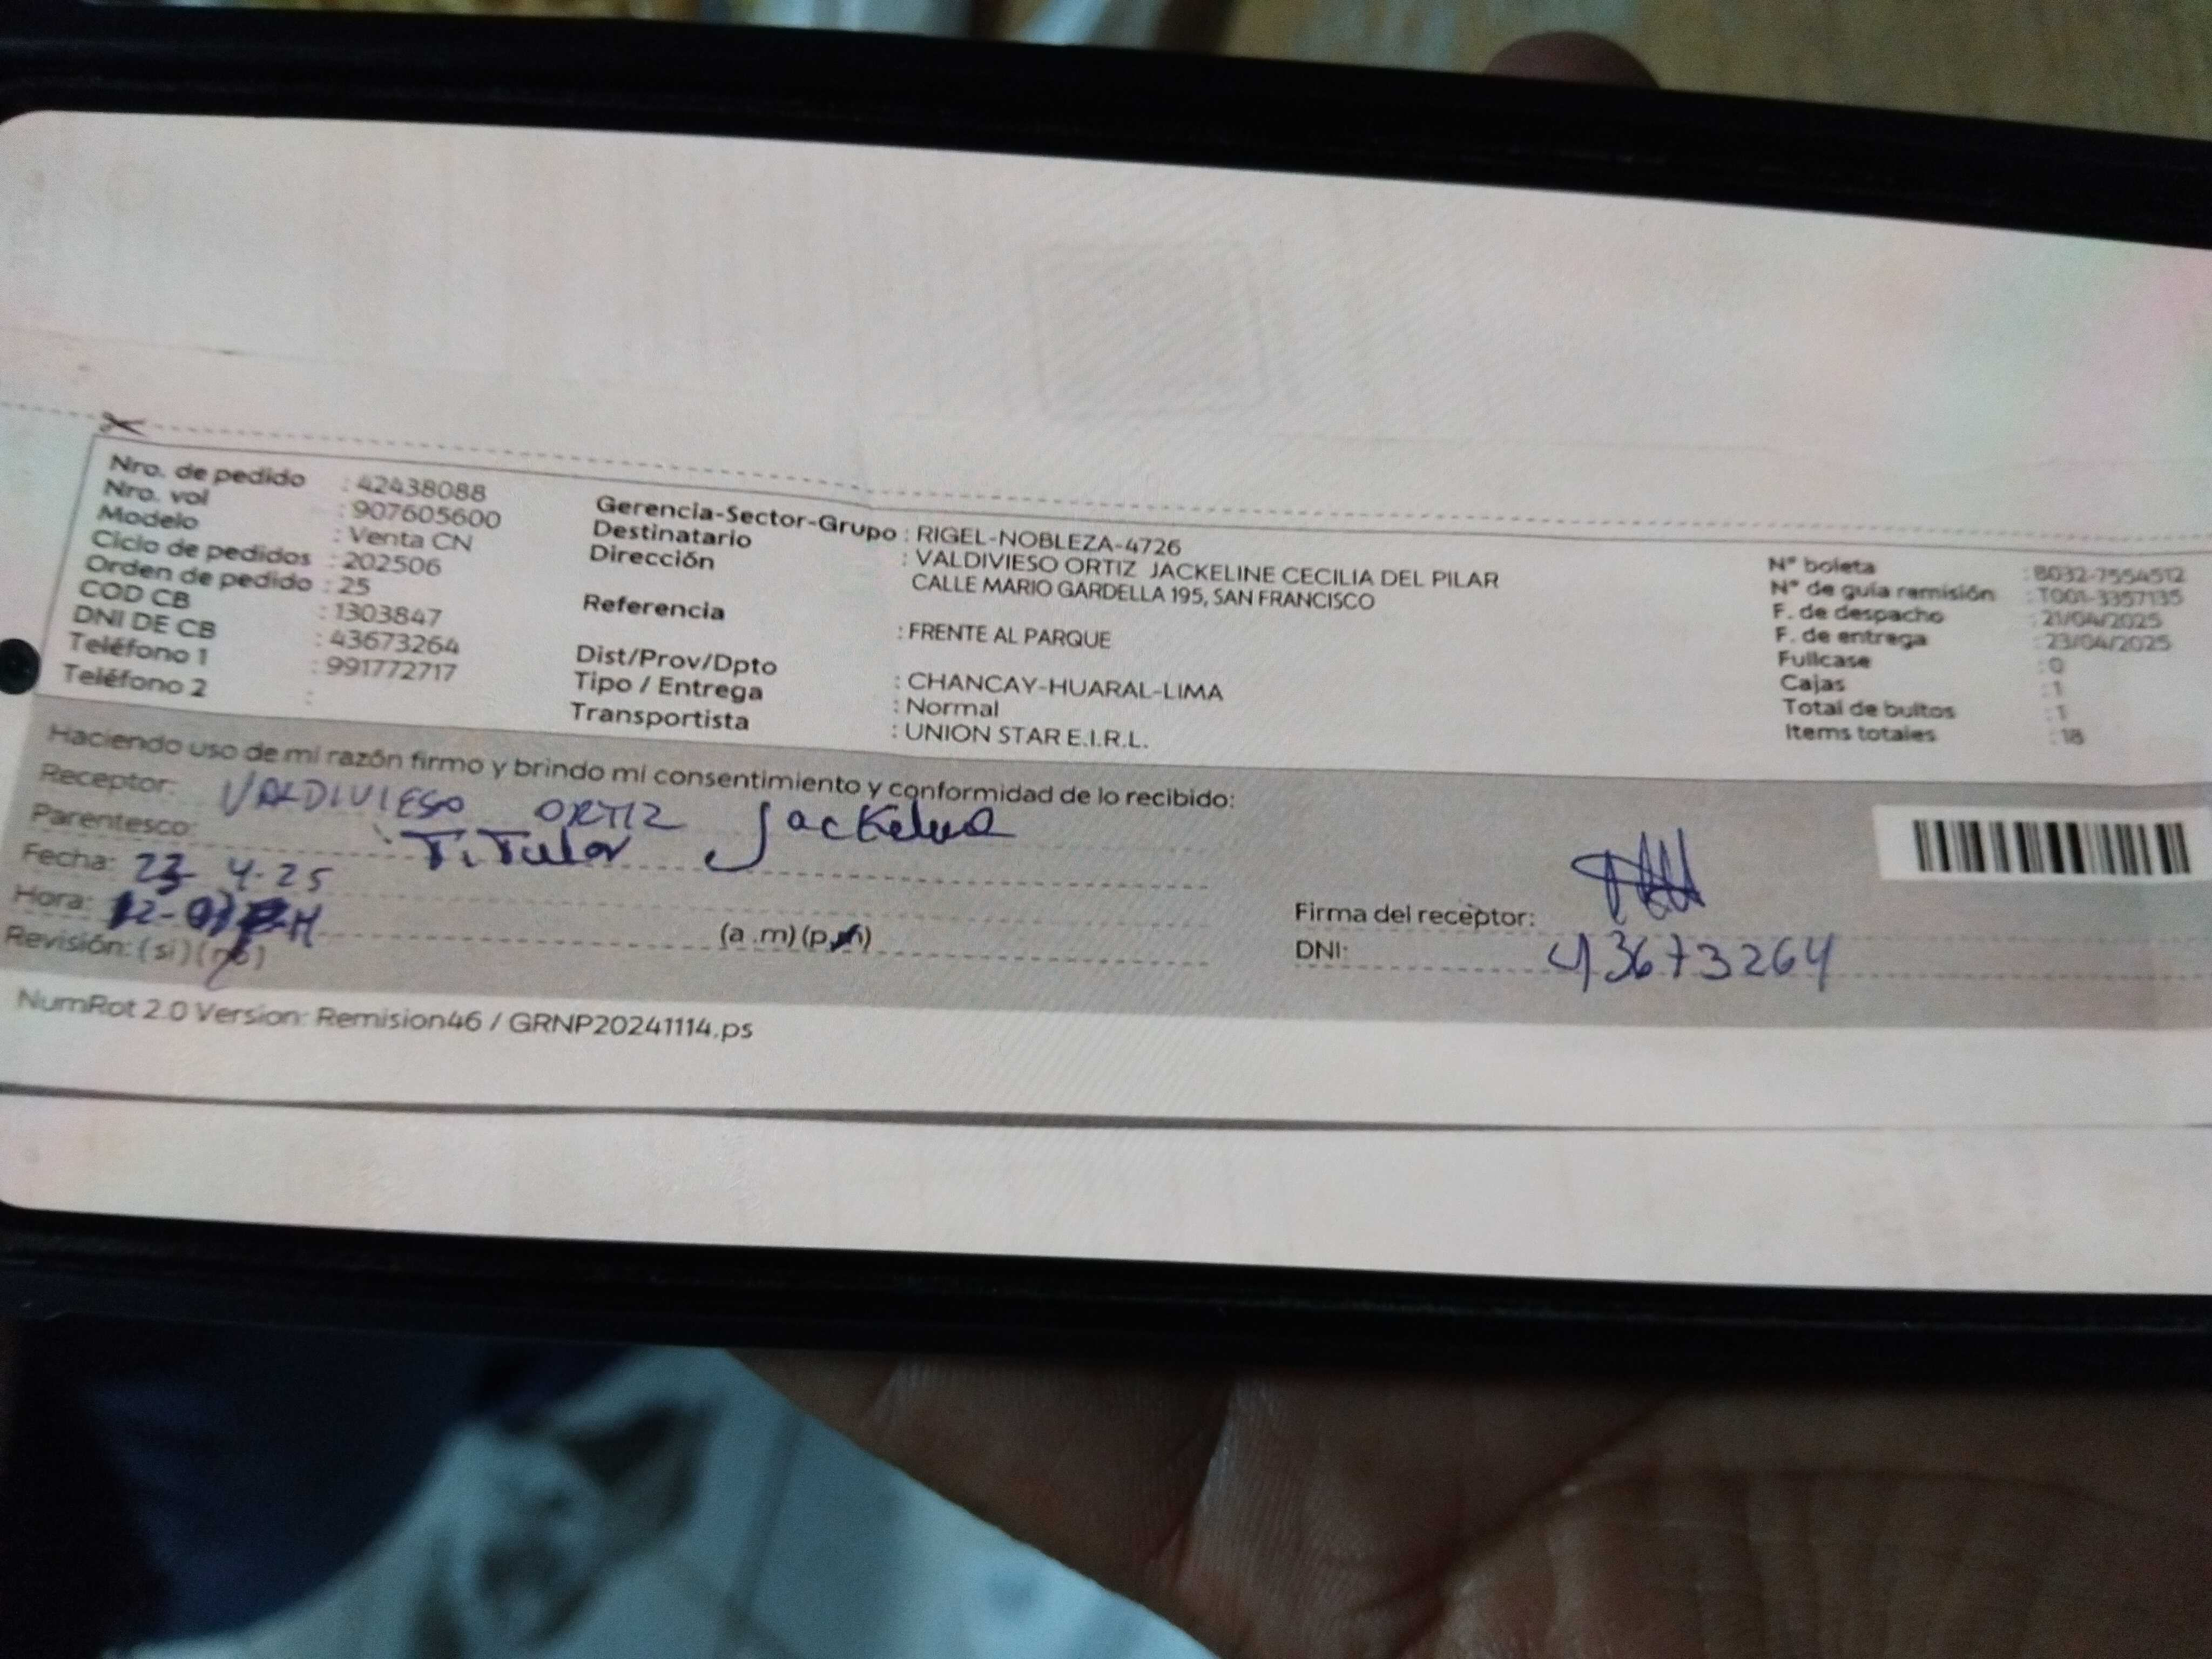 Nro. de pedido : 42438088
Nro. vol : 907605600
Modelo : Venta CN
Ciclo de pedidos : 202506
Orden de pedido : 25
COD CB : 1303847
DNI DE CB : 43673264
Teléfono 1 : 991772717
Teléfono 2 :
Gerencia-Sector-Grupo : RIGEL-NOBLEZA-4726
Destinatario : VALDIVIESO ORTIZ JACKELINE CECILIA DEL PILAR
Dirección CALLE MARIO GARDELLA 195, SAN FRANCISCO
Referencia : FRENTE AL PARQUE
Dist/Prov/Dpto : CHANCAY-HUARAL-LIMA
Tipo / Entrega : Normal
Transportista : UNION STAR E.I.R.L.
N° boleta : B032-7554512
N° de guía remisión : T001-3357135
F. de despacho : 21/04/2025
F. de entrega : 23/04/2025
Fullcase : 0
Cajas : 1
Total de bultos : 1
Items totales : 18
Haciendo uso de mi razón firmo y brindo mi consentimiento y conformidad de lo recibido:
Receptor: VALDIVIESO ORTIZ Jackeline
Parentesco: Titular
Fecha: 23 4-25
Hora: (a .m) (p.m)
Revisión: (si) (no)
Firma del receptor:
DNI: 43673264
NumRot 2.0 Version: Remision46 / GRNP20241114.ps